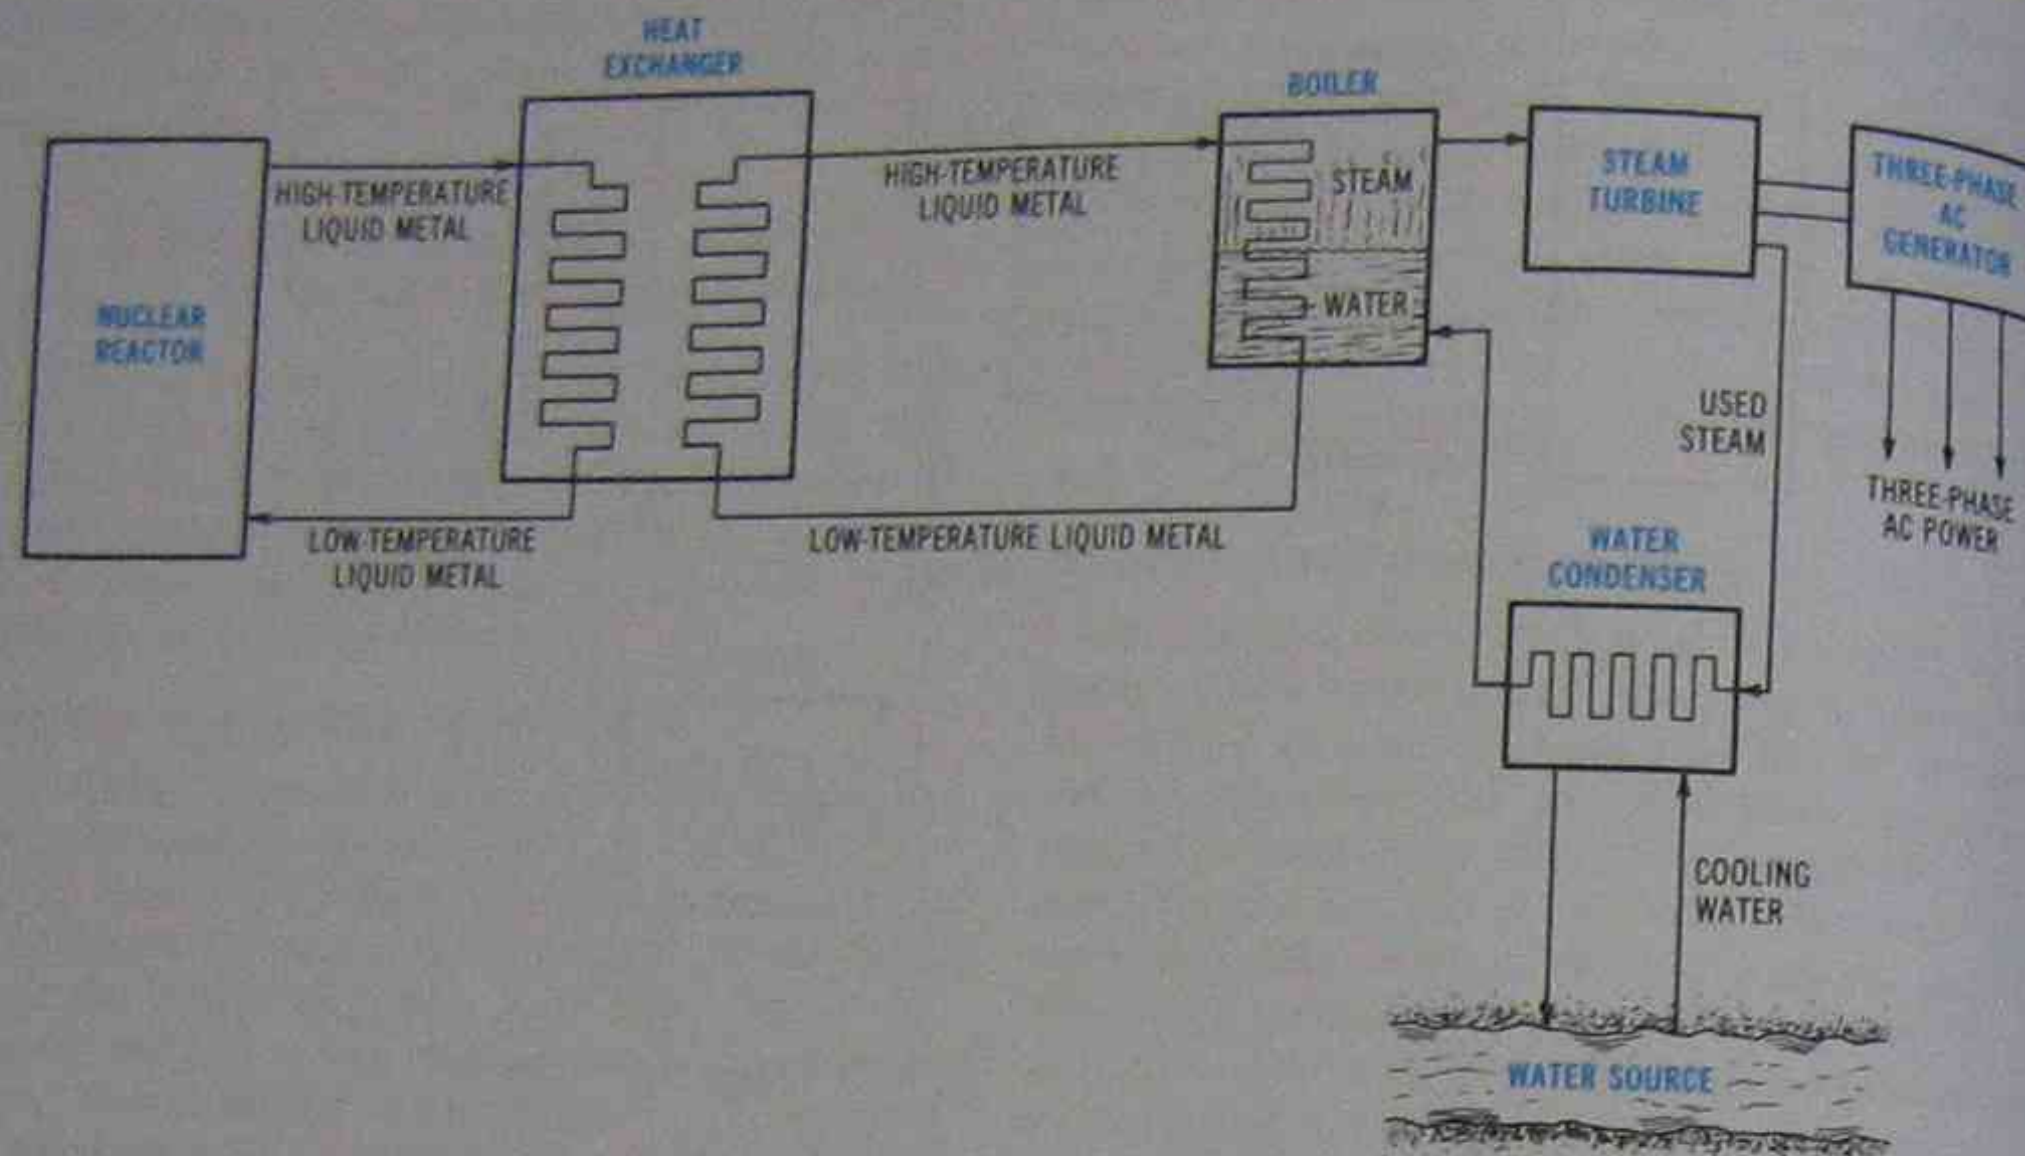 HEAT
EXCHANGER
BOILER
NUCLEAR
REACTOR
HIGH-TEMPERATURE
LIQUID METAL
HIGH-TEMPERATURE
LIQUID METAL
STEAM
WATER
STEAM
TURBINE
THREE-PHASE
AC
GENERATOR
USED
STEAM
THREE-PHASE
AC POWER
LOW-TEMPERATURE
LIQUID METAL
LOW-TEMPERATURE LIQUID METAL
WATER
CONDENSER
COOLING
WATER
WATER SOURCE